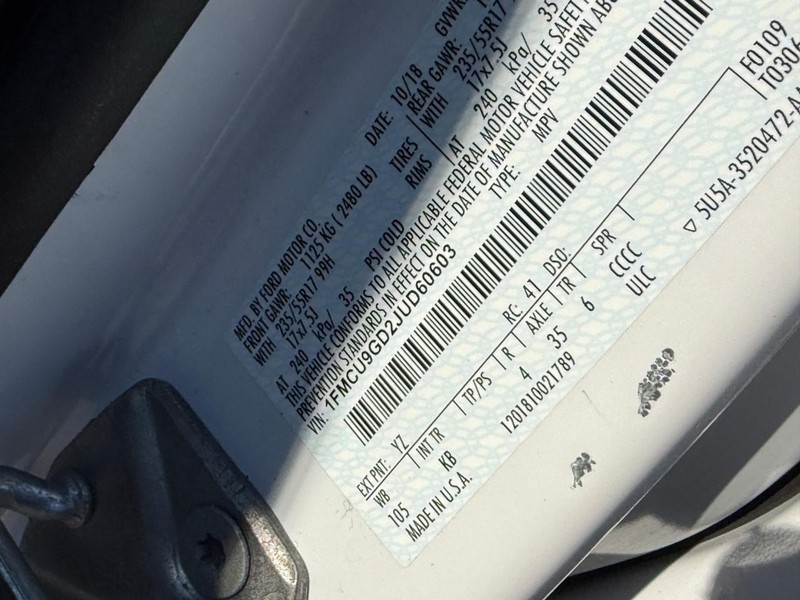 MFD. BY FORD MOTOR CO.
DATE: 10/18
GVWR
FRONT GAWR: 1125 KG ( 2480 LB)
REAR GAWR:
WITH 235/55R17 99H TIRES WITH 235/55R17
17x7.5J RIMS 17x7.5J
AT 240 kPa/ 35 PSI COLD AT 240 kPa/ 35
THIS VEHICLE CONFORMS TO ALL APPLICABLE FEDERAL MOTOR VEHICLE SAFETY
PREVENTION STANDARDS IN EFFECT ON THE DATE OF MANUFACTURE SHOWN
VIN: 1FMCU9GD2JUD60603
TYPE: MPV
F0109
T0306
EXT PNT: YZ RC: 41 DSO:
WB INT TR TP/PS R AXLE TR SPR
105 KB 4 35 6 CCCC
MADE IN U.S.A. 1201810021789 ULC
▽ 5U5A-3520472-A